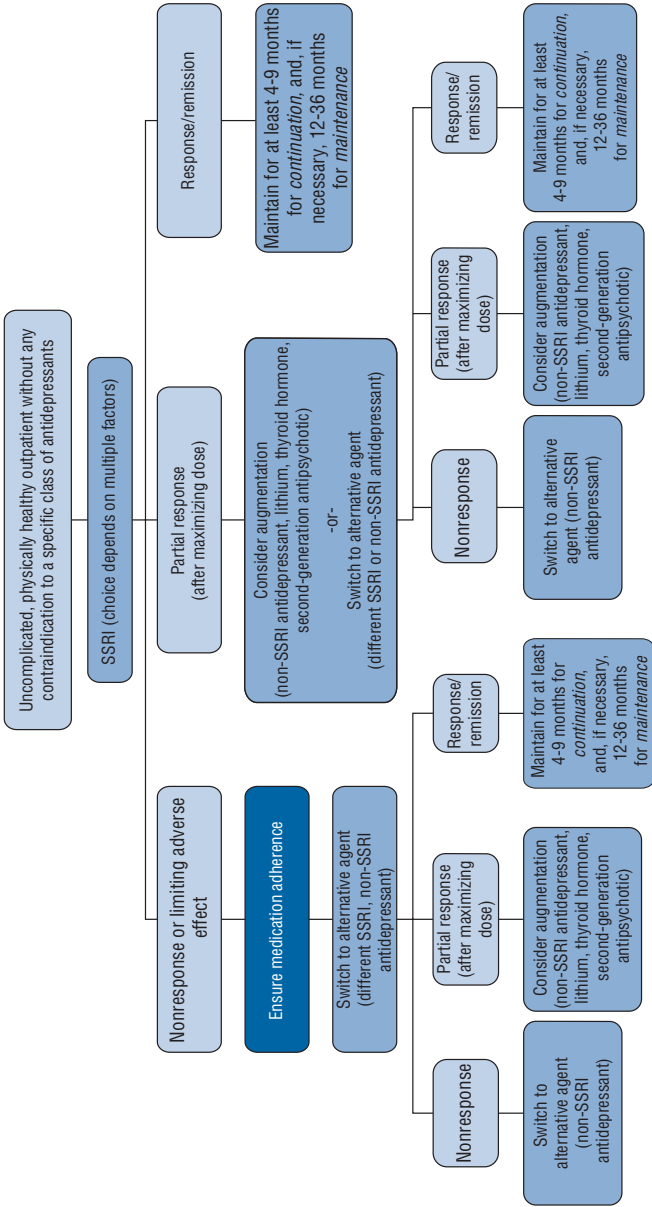 Uncomplicated, physically healthy outpatient without any
contraindication to a specific class of antidepressants
SSRI (choice depends on multiple factors)
Nonresponse or limiting adverse
effect
Ensure medication adherence
Switch to alternative agent
(different SSRI, non-SSRI
antidepressant)
Nonresponse
Switch to
alternative agent
(non-SSRI
antidepressant)
Partial response
(after maximizing
dose)
Consider augmentation
(non-SSRI antidepressant,
lithium, thyroid hormone,
second-generation
antipsychotic)
Response/
remission
Maintain for at least
4-9 months for
continuation,
and, if necessary,
12-36 months
for maintenance
Partial response
(after maximizing dose)
Consider augmentation
(non-SSRI antidepressant, lithium, thyroid hormone,
second-generation antipsychotic)
-or-
Switch to alternative agent
(different SSRI or non-SSRI antidepressant)
Nonresponse
Switch to alternative
agent (non-SSRI
antidepressant)
Partial response
(after maximizing
dose)
Consider augmentation
(non-SSRI antidepressant,
lithium, thyroid hormone,
second-generation
antipsychotic)
Response/
remission
Maintain for at least
4-9 months for continuation,
and, if necessary,
12-36 months
for maintenance
Response/remission
Maintain for at least 4-9 months
for continuation, and, if
necessary, 12-36 months
for maintenance